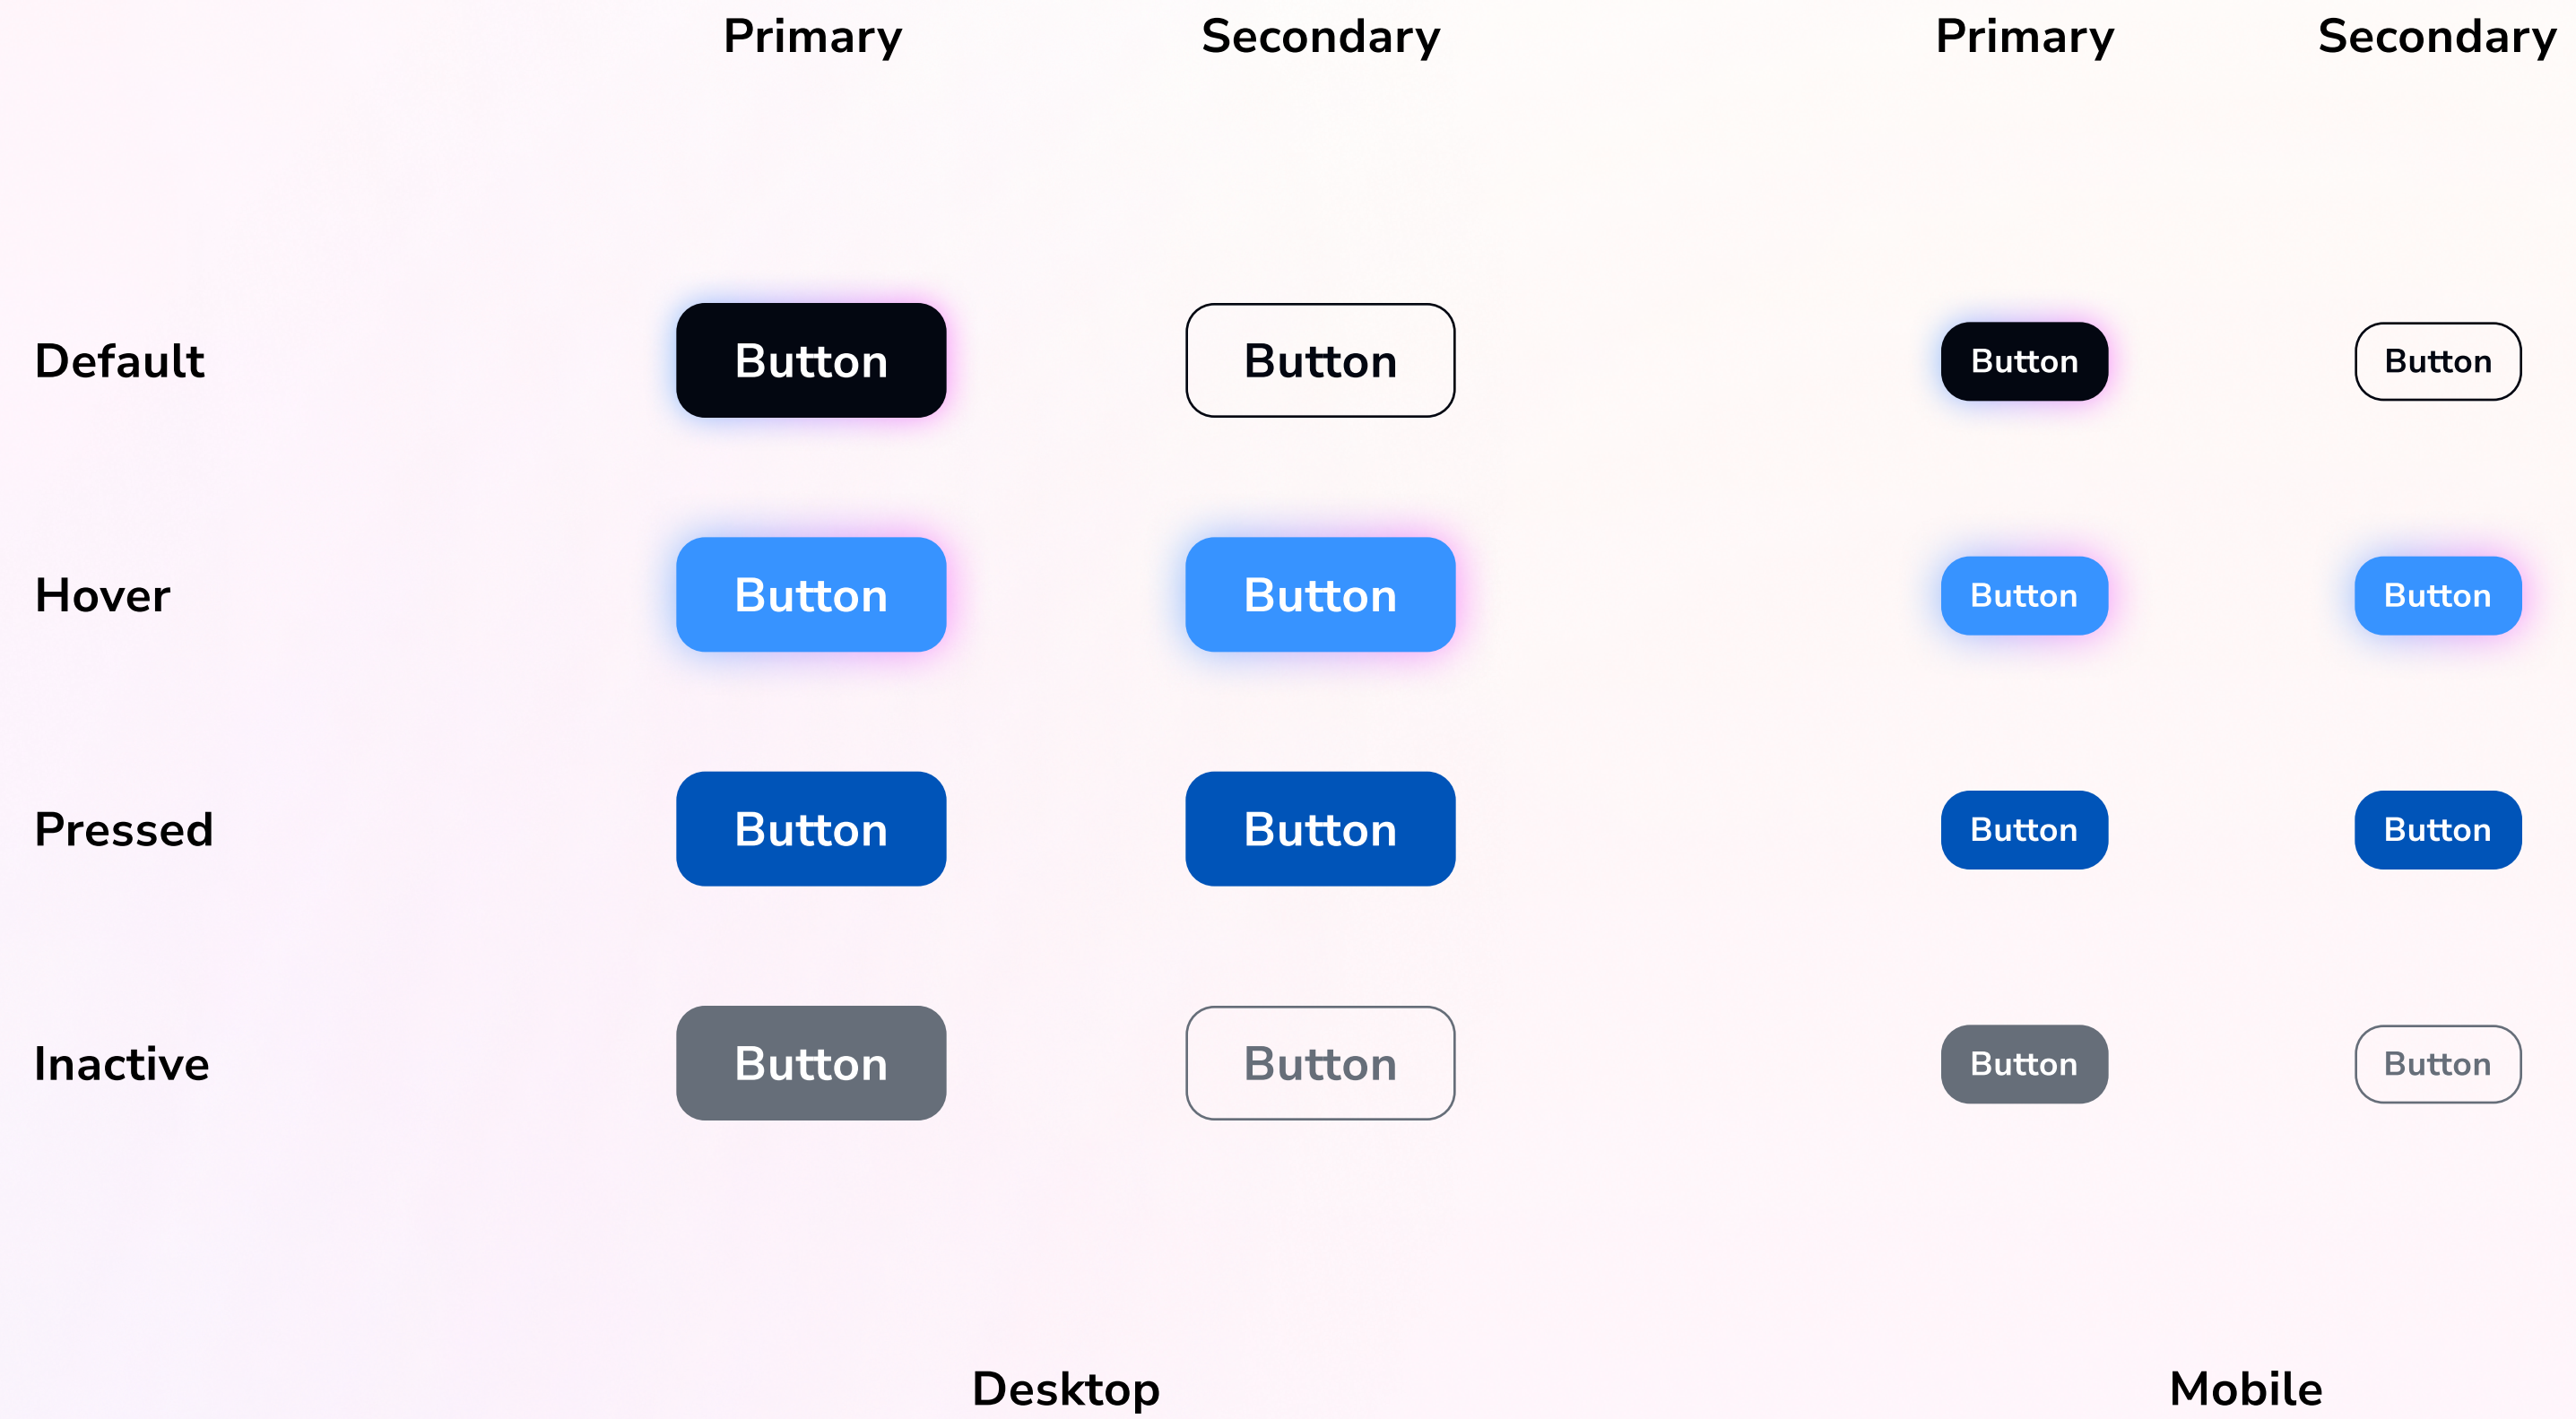 Primary Secondary Primary Secondary
Default Button Button Button Button
Hover Button Button Button Button
Pressed Button Button Button Button
Inactive Button Button Button Button
Desktop Mobile